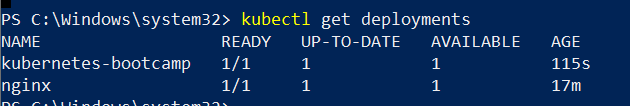 PS C:\Windows\system32> kubectl get deployments
NAME                  READY   UP-TO-DATE   AVAILABLE   AGE
kubernetes-bootcamp   1/1     1            1           115s
nginx                 1/1     1            1           17m
PS C:\Windows\system32>